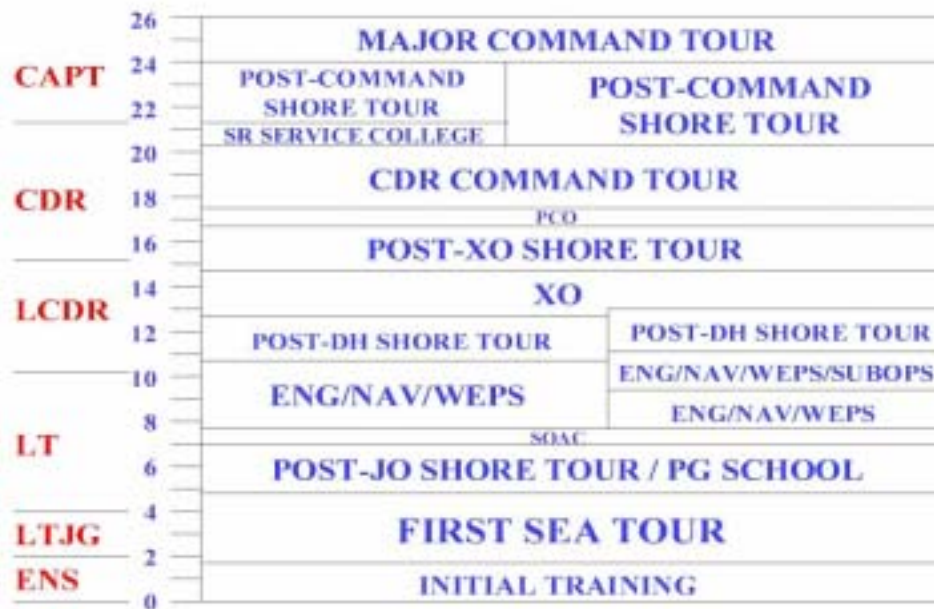 26
MAJOR COMMAND TOUR
24
CAPT
POST-COMMAND
SHORE TOUR
POST-COMMAND
SHORE TOUR
22
SR SERVICE COLLEGE
20
CDR COMMAND TOUR
CDR
18
PCO
16
POST-XO SHORE TOUR
14
XO
LCDR
12
POST-DH SHORE TOUR
POST-DH SHORE TOUR
10
ENG/NAV/WEPS/SUBOPS
ENG/NAV/WEPS
ENG/NAV/WEPS
8
SOAC
LT
6
POST-JO SHORE TOUR / PG SCHOOL
4
LTJG
FIRST SEA TOUR
2
ENS
INITIAL TRAINING
0